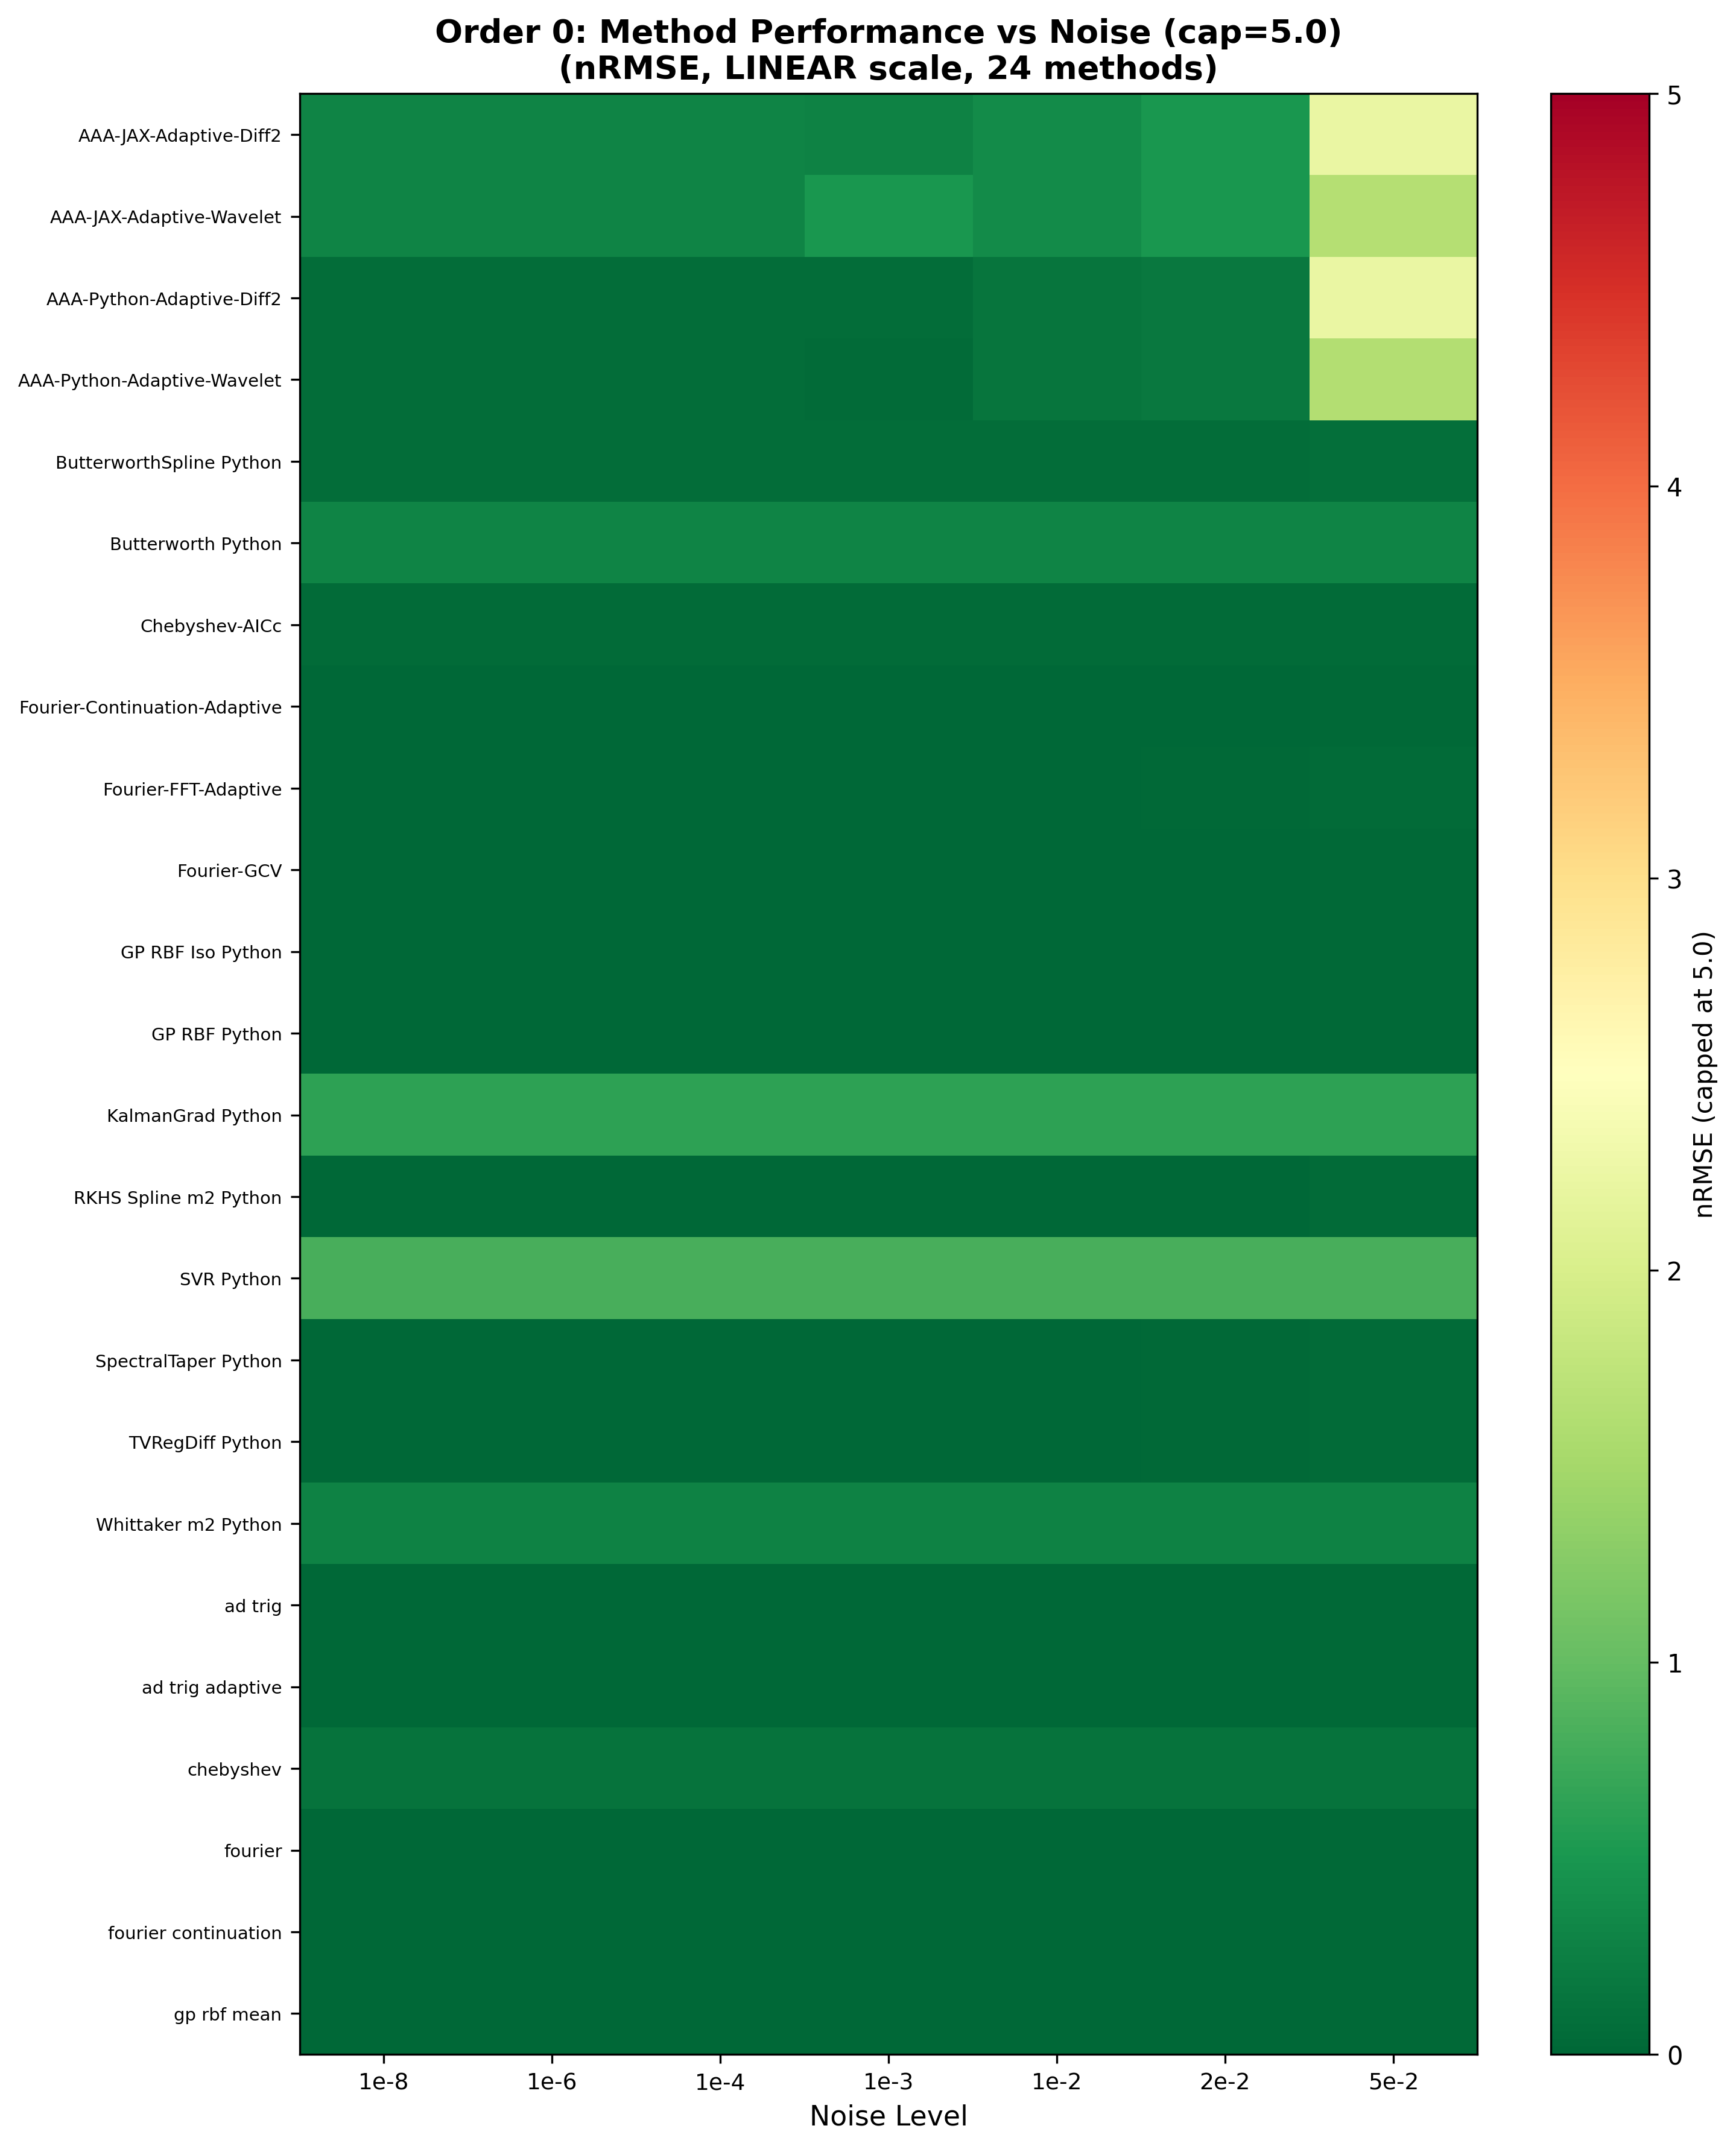 Order 0: Method Performance vs Noise (cap=5.0)
(nRMSE, LINEAR scale, 24 methods)
AAA-JAX-Adaptive-Diff2
AAA-JAX-Adaptive-Wavelet
AAA-Python-Adaptive-Diff2
AAA-Python-Adaptive-Wavelet
ButterworthSpline Python
Butterworth Python
Chebyshev-AICc
Fourier-Continuation-Adaptive
Fourier-FFT-Adaptive
Fourier-GCV
GP RBF Iso Python
GP RBF Python
KalmanGrad Python
RKHS Spline m2 Python
SVR Python
SpectralTaper Python
TVRegDiff Python
Whittaker m2 Python
ad trig
ad trig adaptive
chebyshev
fourier
fourier continuation
gp rbf mean
1e-8
1e-6
1e-4
1e-3
1e-2
2e-2
5e-2
Noise Level
5
4
3
2
1
0
nRMSE (capped at 5.0)